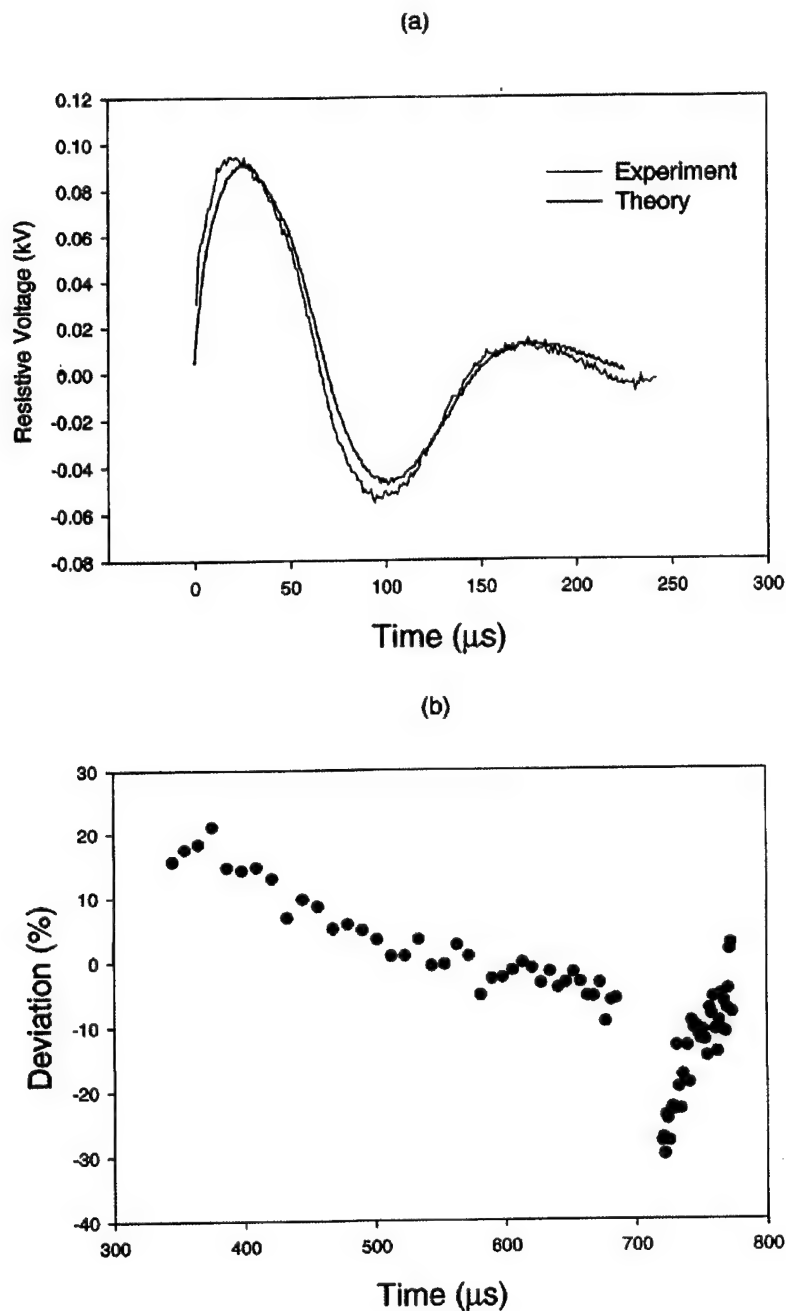 (a)
0.12
0.10
0.08
0.06
0.04
0.02
0.00
-0.02
-0.04
-0.06
-0.08
Resistive Voltage (kV)
Experiment
Theory
0 50 100 150 200 250 300
Time (μs)
(b)
30
20
10
0
-10
-20
-30
-40
Deviation (%)
300 400 500 600 700 800
Time (μs)